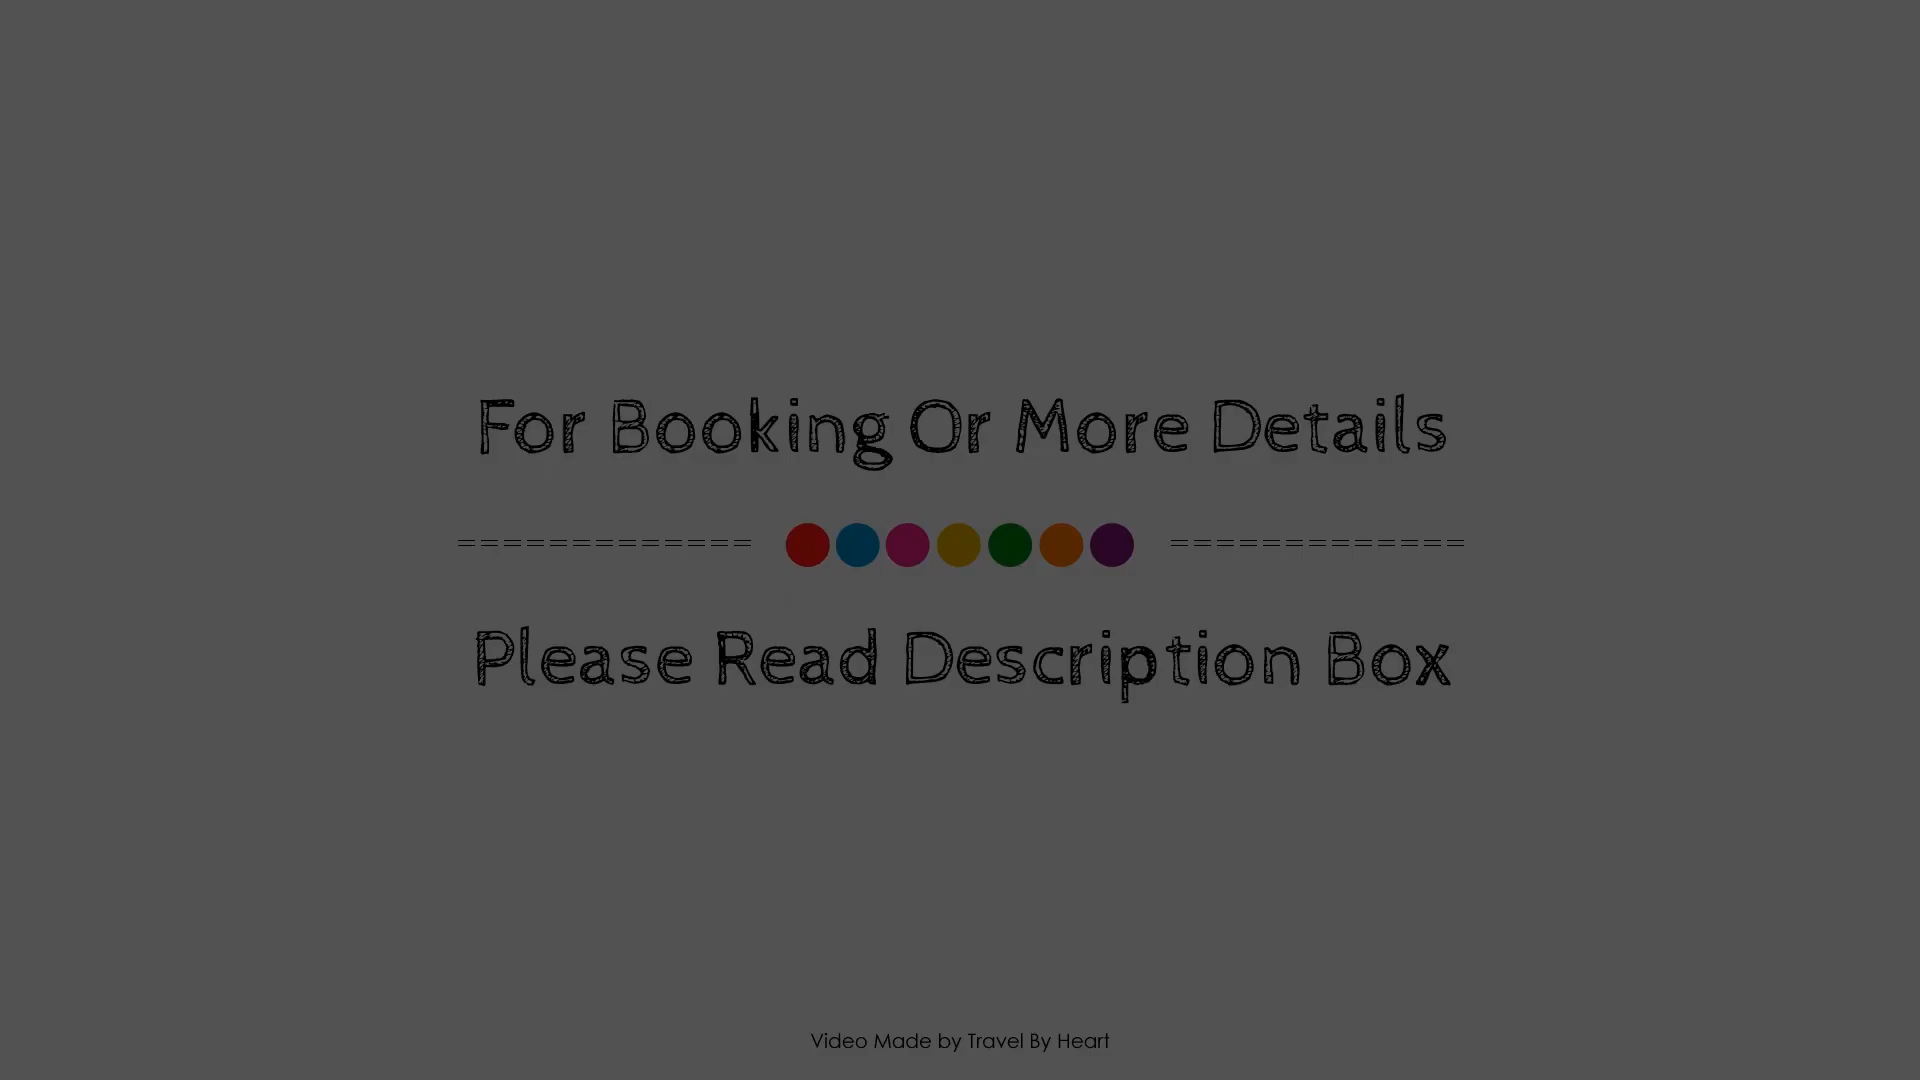 For Booking Or More Details
============= =============
Please Read Description Box
Video Made by Travel By Heart